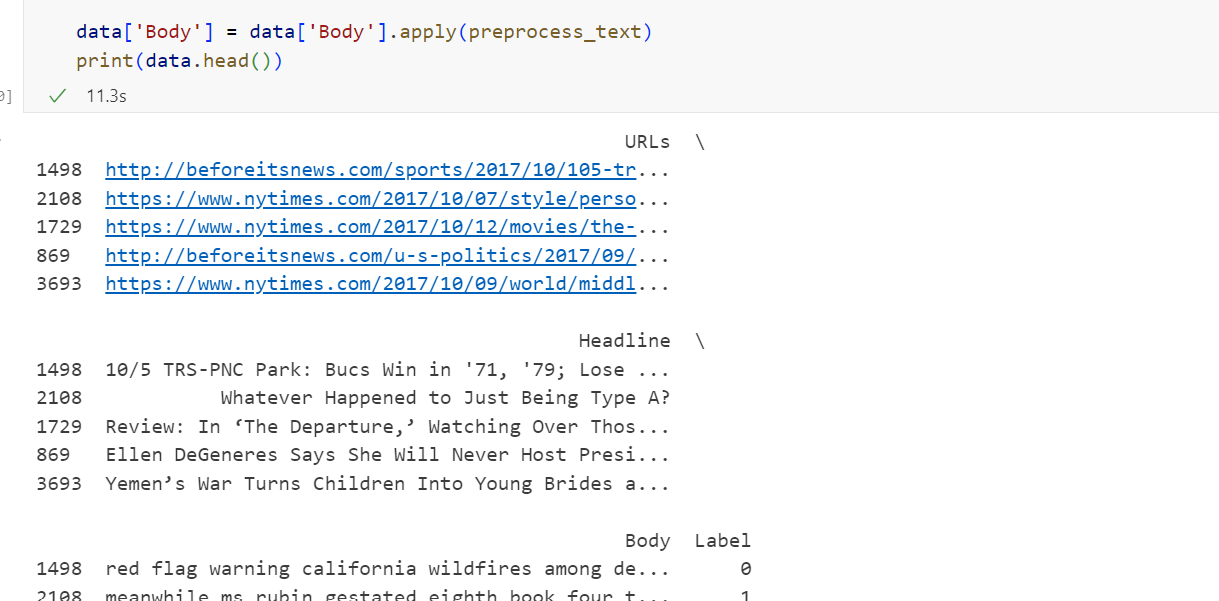 data['Body'] = data['Body'].apply(preprocess_text)
print(data.head())
✓ 11.3s
URLs \
1498 http://beforeitsnews.com/sports/2017/10/105-tr...
2108 https://www.nytimes.com/2017/10/07/style/perso...
1729 https://www.nytimes.com/2017/10/12/movies/the-...
869 http://beforeitsnews.com/u-s-politics/2017/09/...
3693 https://www.nytimes.com/2017/10/09/world/middl...
Headline \
1498 10/5 TRS-PNC Park: Bucs Win in '71, '79; Lose ...
2108 Whatever Happened to Just Being Type A?
1729 Review: In ‘The Departure,’ Watching Over Thos...
869 Ellen DeGeneres Says She Will Never Host Presi...
3693 Yemen’s War Turns Children Into Young Brides a...
Body Label
1498 red flag warning california wildfires among de... 0
2108 meanwhile ms rubin gestated eighth book four t... 1